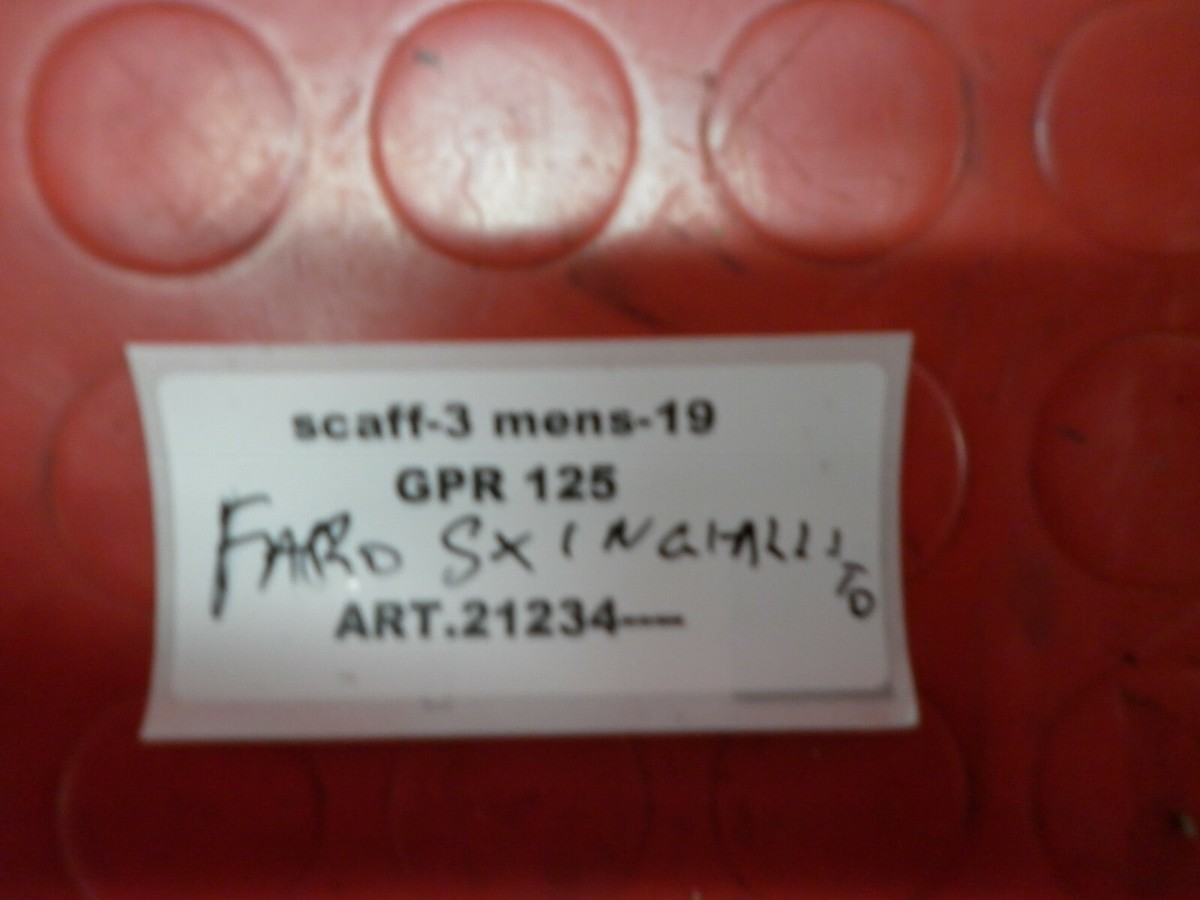 scaff-3 mens-19
GPR 125
FARO SX INGIALLITO
ART.21234----